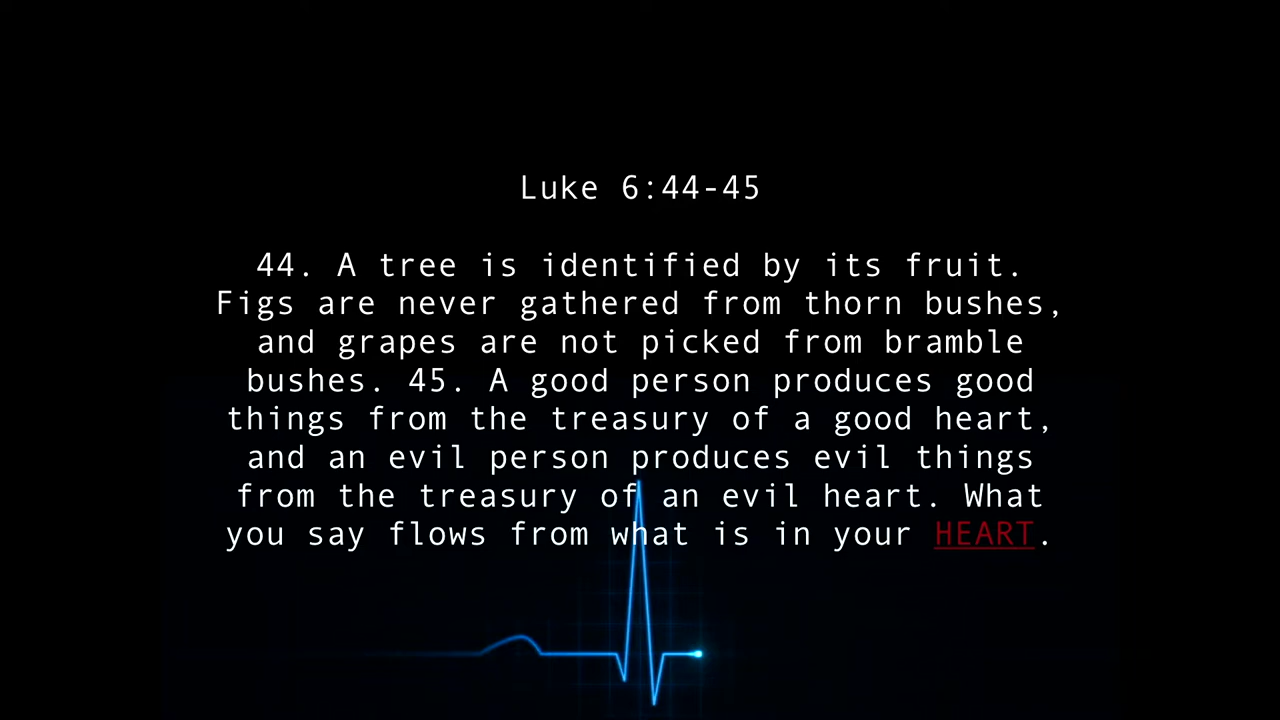 Luke 6:44-45
44. A tree is identified by its fruit.
Figs are never gathered from thorn bushes,
and grapes are not picked from bramble
bushes. 45. A good person produces good
things from the treasury of a good heart,
and an evil person produces evil things
from the treasury of an evil heart. What
you say flows from what is in your HEART.